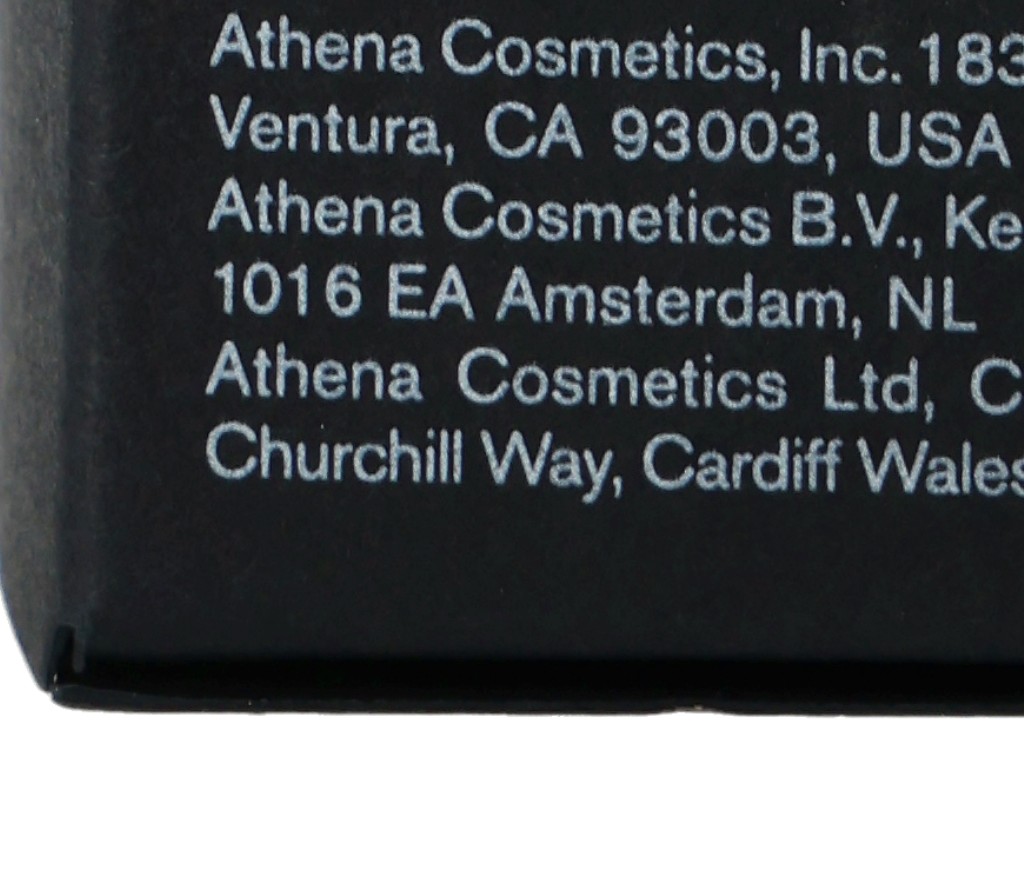 Athena Cosmetics, Inc. 183
Ventura, CA 93003, USA
Athena Cosmetics B.V., Ke
1016 EA Amsterdam, NL
Athena Cosmetics Ltd, C
Churchill Way, Cardiff Wales